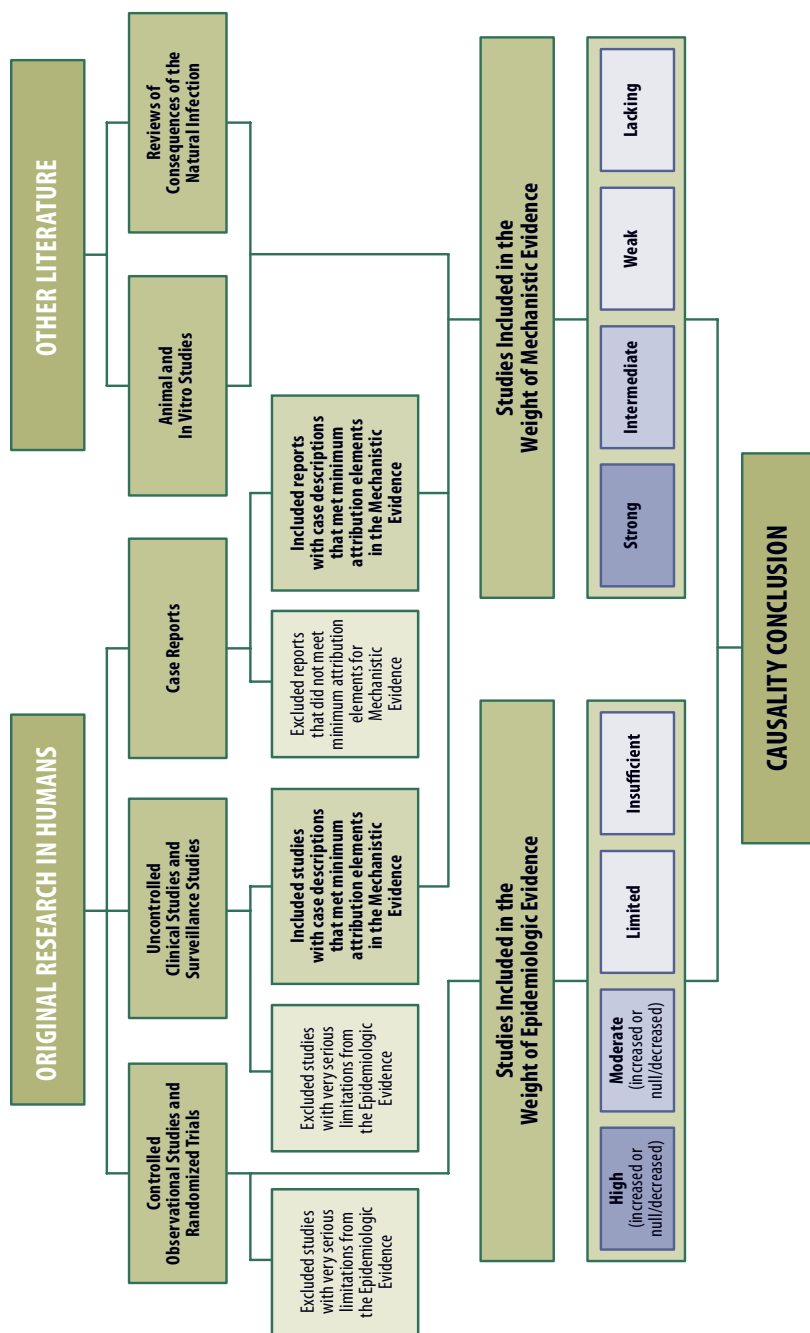 ORIGINAL RESEARCH IN HUMANS
OTHER LITERATURE
Controlled
Observational Studies and
Randomized Trials
Uncontrolled
Clinical Studies and
Surveillance Studies
Case Reports
Animal and
In Vitro Studies
Reviews of
Consequences of the
Natural Infection
Excluded studies
with very serious
limitations from
the Epidemiologic
Evidence
Excluded studies
with very serious
limitations from
the Epidemiologic
Evidence
Included studies
with case descriptions
that met minimum
attribution elements
in the Mechanistic
Evidence
Excluded reports
that did not meet
minimum attribution
elements for
Mechanistic
Evidence
Included reports
with case descriptions
that met minimum
attribution elements
in the Mechanistic
Evidence
Studies Included in the
Weight of Epidemiologic Evidence
Studies Included in the
Weight of Mechanistic Evidence
High
(increased or
null/decreased)
Moderate
(increased or
null/decreased)
Limited
Insufficient
Strong
Intermediate
Weak
Lacking
CAUSALITY CONCLUSION